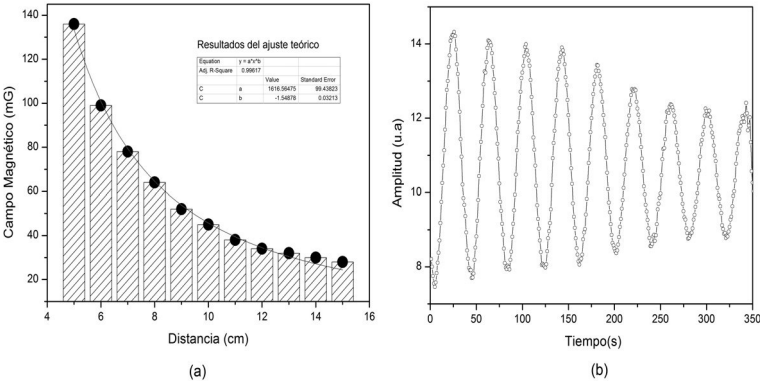 140
120
100
80
60
40
20
Campo Magnético (mG)
4
6
8
10
12
14
16
Distancia (cm)
Resultados del ajuste teórico
Equation y = a*x^b
Adj. R-Square 0.99617
Value Standard Error
C a 1616.56475 99.43823
C b -1.54878 0.03213
(a)
14
12
10
8
Amplitud (u.a)
0
50
100
150
200
250
300
350
Tiempo(s)
(b)